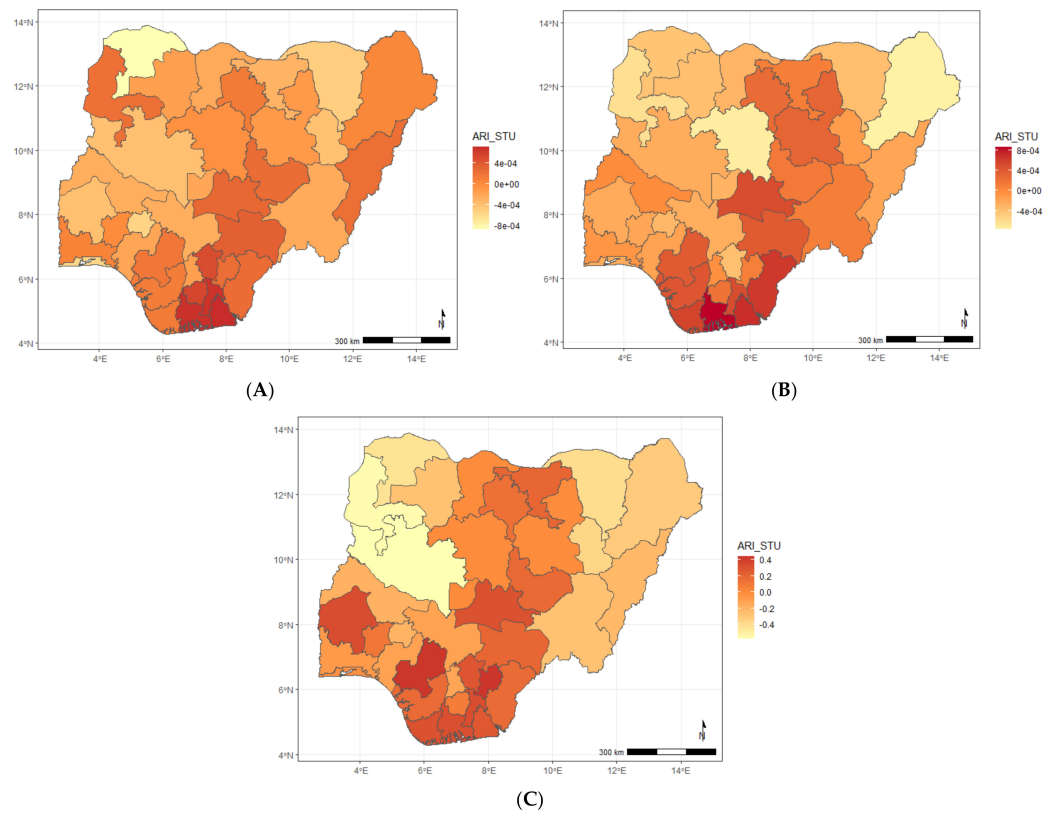 14°N
12°N
10°N
8°N
6°N
4°N
4°E
6°E
8°E
10°E
12°E
14°E
N
300 km
ARI_STU
4e-04
0e+00
-4e-04
-8e-04
(A)
14°N
12°N
10°N
8°N
6°N
4°N
4°E
6°E
8°E
10°E
12°E
14°E
N
300 km
ARI_STU
8e-04
4e-04
0e+00
-4e-04
(B)
14°N
12°N
10°N
8°N
6°N
4°N
4°E
6°E
8°E
10°E
12°E
14°E
N
300 km
ARI_STU
0.4
0.2
0.0
-0.2
-0.4
(C)